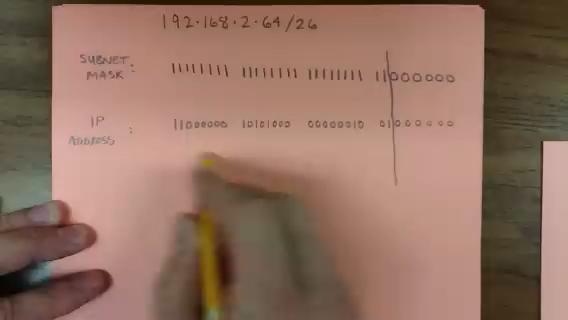 192.168.2.64/26
SUBNET
MASK : 11111111 11111111 11111111 11000000
IP
ADDRESS : 11000000 10101000 00000010 01000000